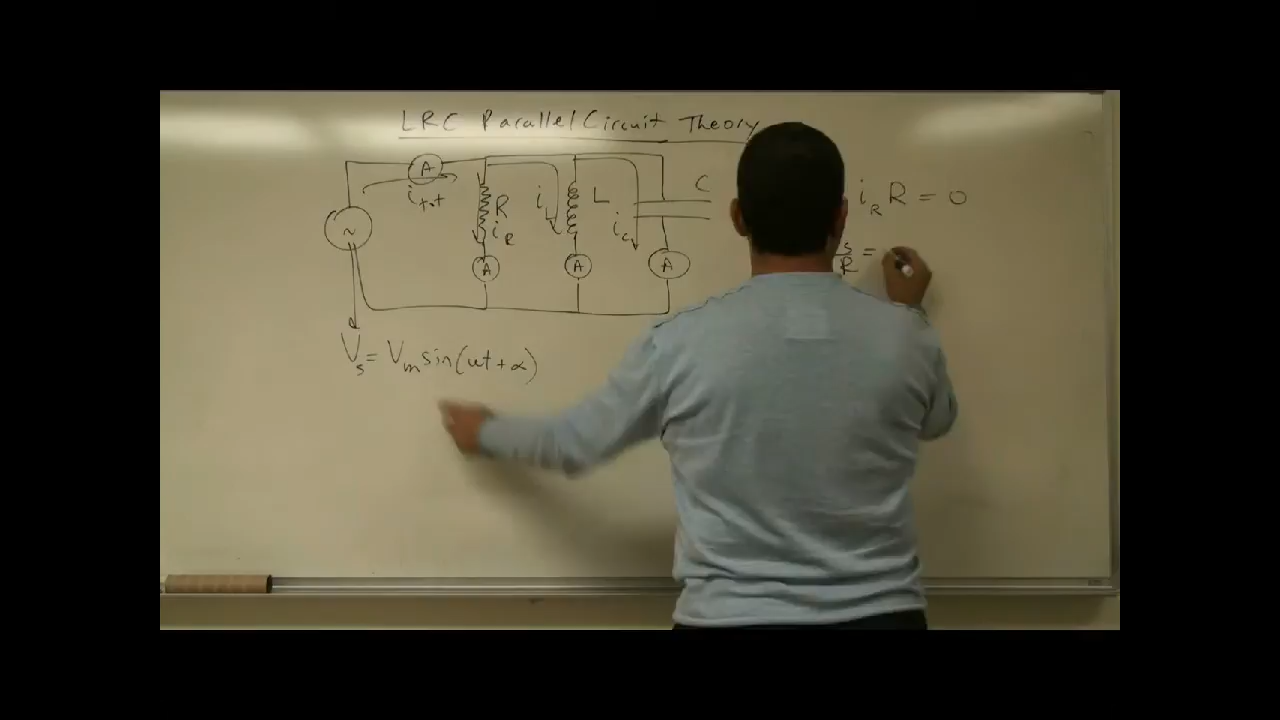 LRC Parallel Circuit Theory
A
i_tot
~
R
i_R
i_L
L
i_c
C
A
A
A
i_R R = 0
s/R =
V_s = V_m sin(ωt + α)